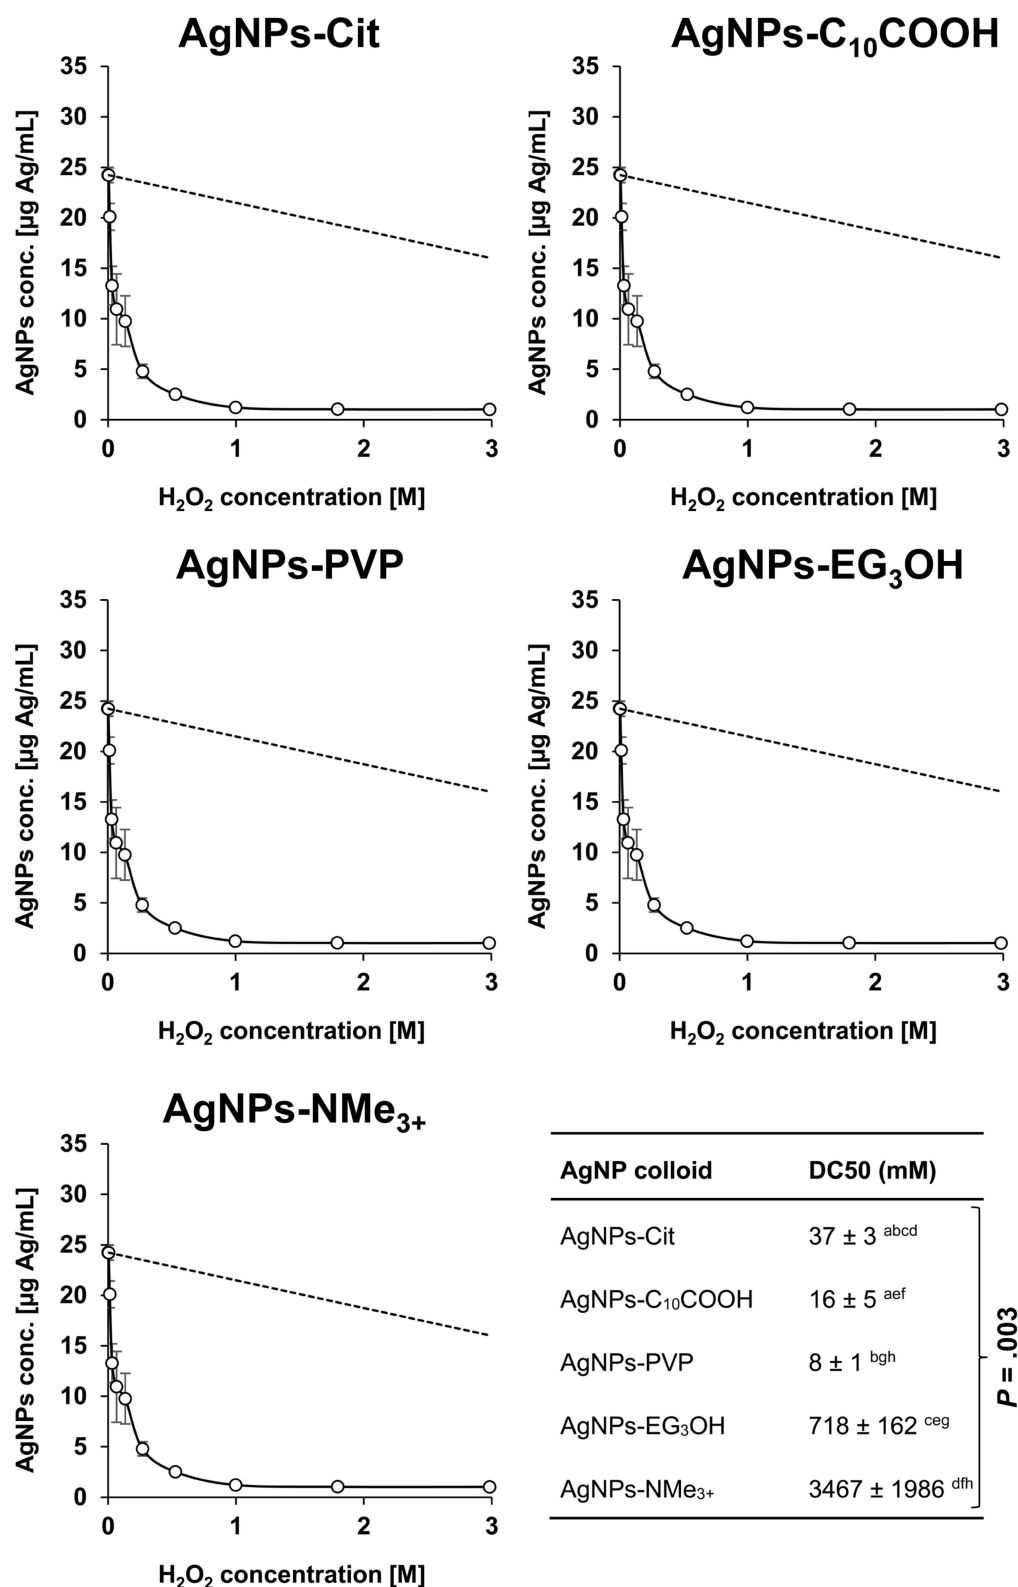 AgNPs-Cit
AgNPs conc. [µg Ag/mL]
35
30
25
20
15
10
5
0
0 1 2 3
H₂O₂ concentration [M]
AgNPs-C₁₀COOH
AgNPs conc. [µg Ag/mL]
35
30
25
20
15
10
5
0
0 1 2 3
H₂O₂ concentration [M]
AgNPs-PVP
AgNPs conc. [µg Ag/mL]
35
30
25
20
15
10
5
0
0 1 2 3
H₂O₂ concentration [M]
AgNPs-EG₃OH
AgNPs conc. [µg Ag/mL]
35
30
25
20
15
10
5
0
0 1 2 3
H₂O₂ concentration [M]
AgNPs-NMe₃₊
AgNPs conc. [µg Ag/mL]
35
30
25
20
15
10
5
0
0 1 2 3
H₂O₂ concentration [M]
AgNP colloid DC50 (mM)
AgNPs-Cit 37 ± 3 abcd
AgNPs-C₁₀COOH 16 ± 5 aef
AgNPs-PVP 8 ± 1 bgh
AgNPs-EG₃OH 718 ± 162 ceg
AgNPs-NMe₃₊ 3467 ± 1986 dfh
P = .003